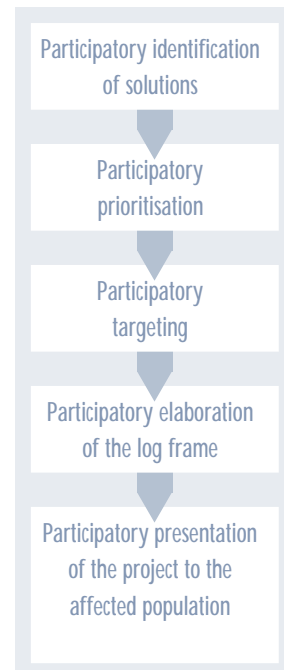 Participatory identification
of solutions
Participatory
prioritisation
Participatory
targeting
Participatory elaboration
of the log frame
Participatory presentation
of the project to the
affected population